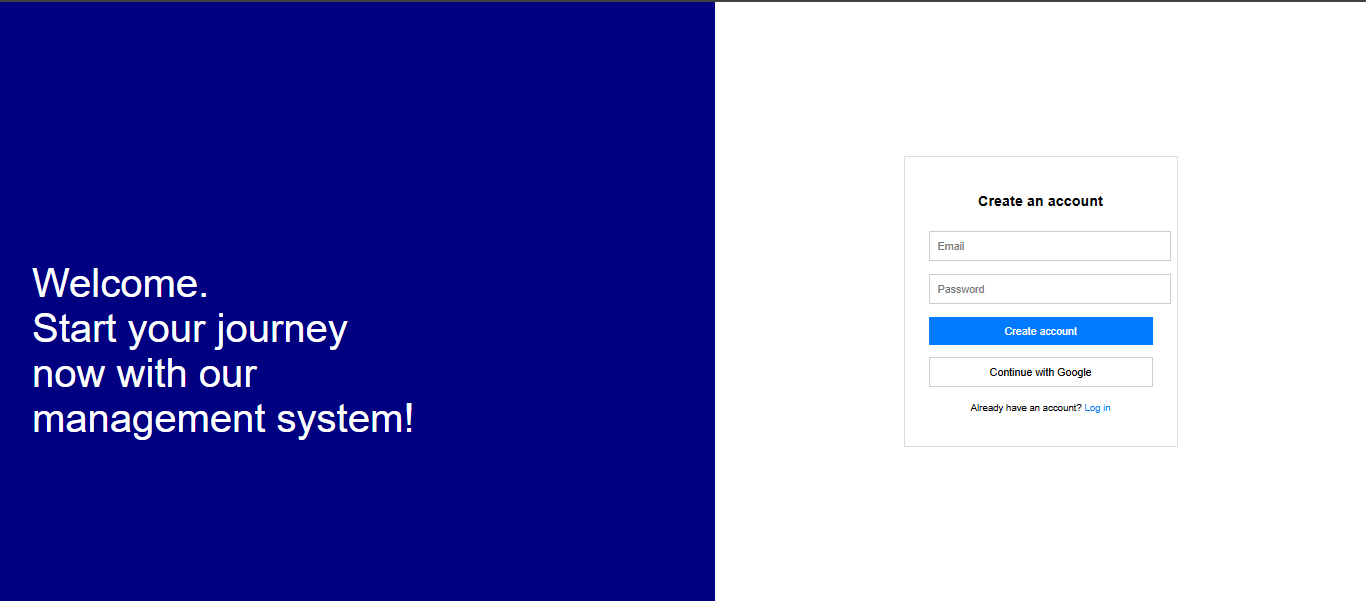 Welcome.
Start your journey
now with our
management system!
Create an account
Email
Password
Create account
Continue with Google
Already have an account? Log in